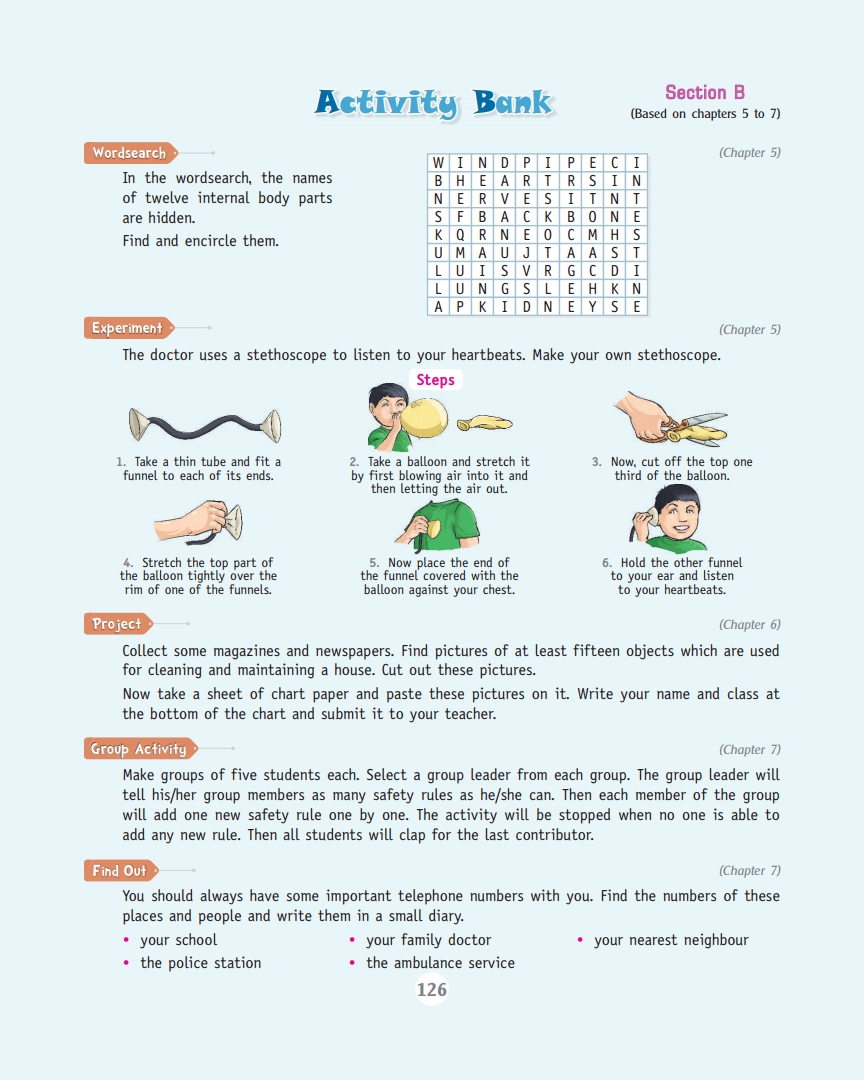 Activity Bank
Section B
(Based on chapters 5 to 7)
Wordsearch
(Chapter 5)
In the wordsearch, the names
of twelve internal body parts
are hidden.
Find and encircle them.
W I N D P I P E C I
B H E A R T R S I N
N E R V E S I T N T
S F B A C K B O N E
K Q R N E O C M H S
U M A U J T A A S T
L U I S V R G C D I
L U N G S L E H K N
A P K I D N E Y S E
Experiment
(Chapter 5)
The doctor uses a stethoscope to listen to your heartbeats. Make your own stethoscope.
Steps
1. Take a thin tube and fit a
funnel to each of its ends.
2. Take a balloon and stretch it
by first blowing air into it and
then letting the air out.
3. Now, cut off the top one
third of the balloon.
4. Stretch the top part of
the balloon tightly over the
rim of one of the funnels.
5. Now place the end of
the funnel covered with the
balloon against your chest.
6. Hold the other funnel
to your ear and listen
to your heartbeats.
Project
(Chapter 6)
Collect some magazines and newspapers. Find pictures of at least fifteen objects which are used
for cleaning and maintaining a house. Cut out these pictures.
Now take a sheet of chart paper and paste these pictures on it. Write your name and class at
the bottom of the chart and submit it to your teacher.
Group Activity
(Chapter 7)
Make groups of five students each. Select a group leader from each group. The group leader will
tell his/her group members as many safety rules as he/she can. Then each member of the group
will add one new safety rule one by one. The activity will be stopped when no one is able to
add any new rule. Then all students will clap for the last contributor.
Find Out
(Chapter 7)
You should always have some important telephone numbers with you. Find the numbers of these
places and people and write them in a small diary.
• your school
• your family doctor
• your nearest neighbour
• the police station
• the ambulance service
126